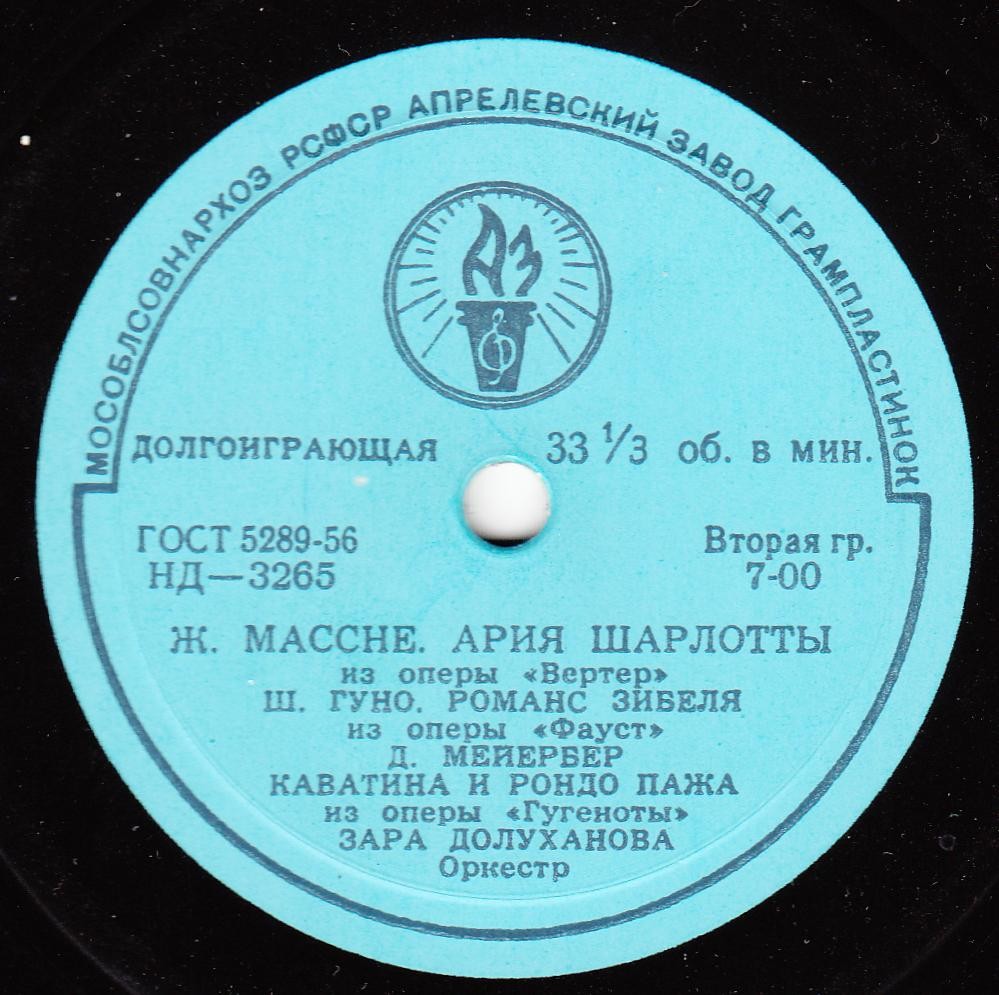 МОСОБЛСОВНАРХОЗ РСФСР АПРЕЛЕВСКИЙ ЗАВОД ГРАМПЛАСТИНОК
АЗ
ДОЛГОИГРАЮЩАЯ 33 1/3 об. в мин.
ГОСТ 5289-56 Вторая гр.
НД—3265 7-00
Ж. МАССНЕ. АРИЯ ШАРЛОТТЫ
из оперы «Вертер»
Ш. ГУНО. РОМАНС ЗИБЕЛЯ
из оперы «Фауст»
Д. МЕЙЕРБЕР
КАВАТИНА И РОНДО ПАЖА
из оперы «Гугеноты»
ЗАРА ДОЛУХАНОВА
Оркестр